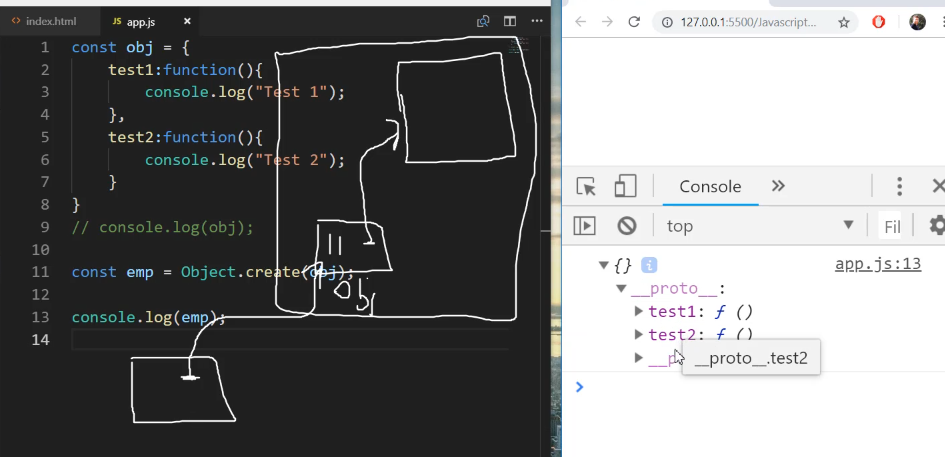 index.html
JS app.js
1 const obj = {
2 test1:function(){
3 console.log("Test 1");
4 },
5 test2:function(){
6 console.log("Test 2");
7 }
8 }
9 // console.log(obj);
10
11 const emp = Object.create(obj);
12
13 console.log(emp);
14
obj
127.0.0.1:5500/Javascript...
Console
top
Fil
{} app.js:13
__proto__:
test1: ƒ ()
test2: ƒ ()
__proto__.test2